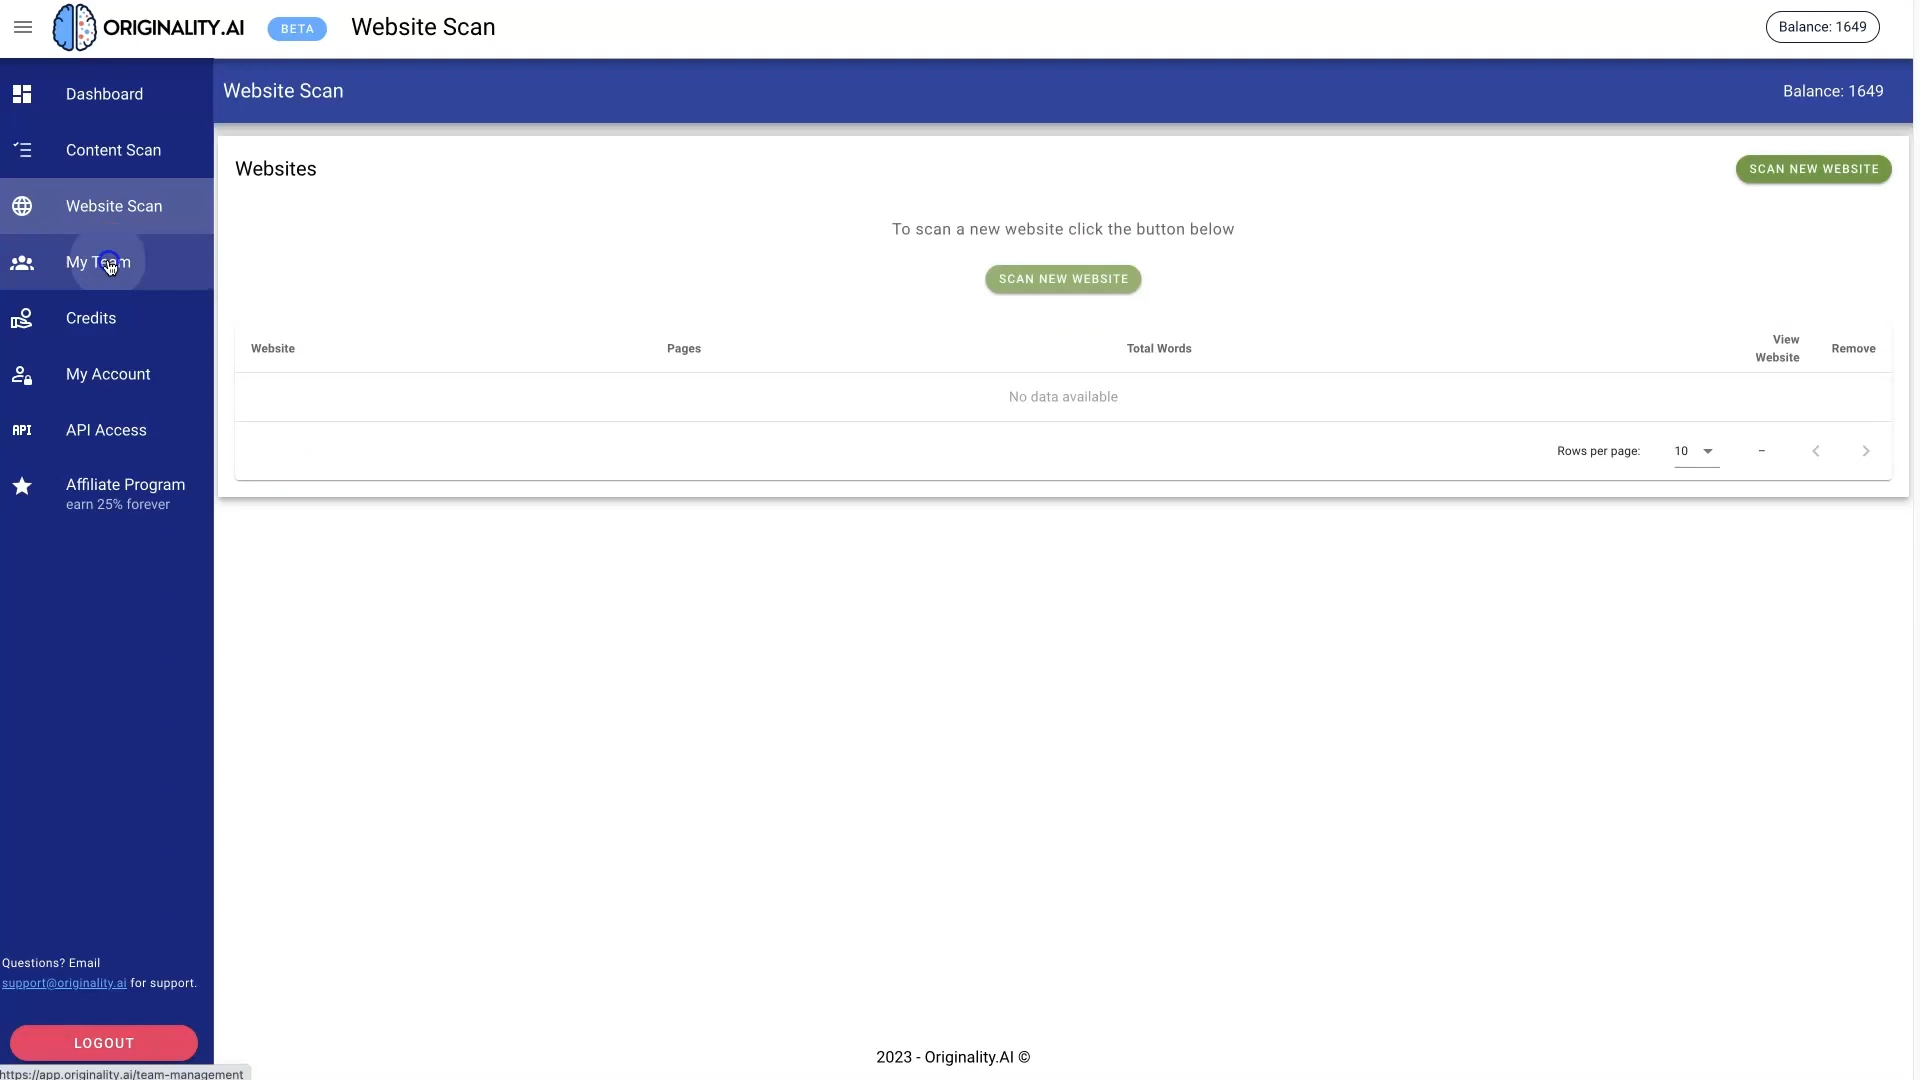 ORIGINALITY.AI
BETA
Website Scan
Balance: 1649
Dashboard
Content Scan
Website Scan
My Team
Credits
My Account
API
API Access
Affiliate Program
earn 25% forever
Questions? Email
support@originality.ai for support.
LOGOUT
https://app.originality.ai/team-management
Website Scan
Balance: 1649
Websites
SCAN NEW WEBSITE
To scan a new website click the button below
SCAN NEW WEBSITE
Website Pages Total Words View Website Remove
No data available
Rows per page: 10 –
2023 - Originality.AI ©